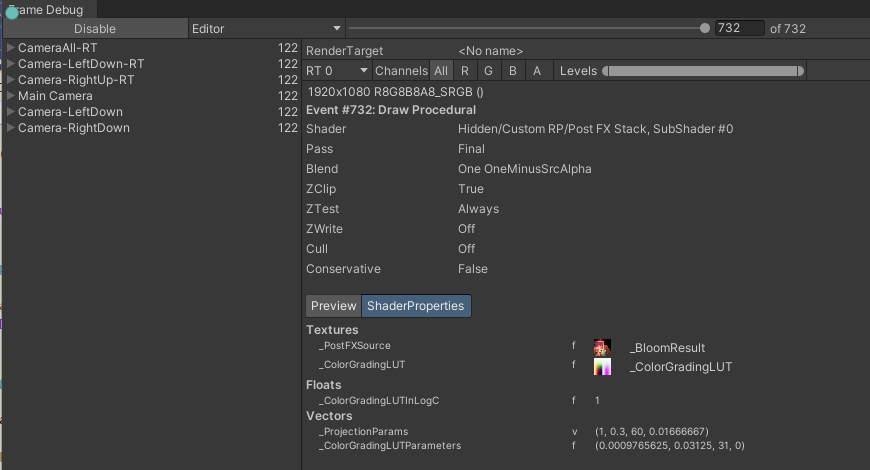 Frame Debug
Disable Editor 732 of 732
CameraAll-RT 122
Camera-LeftDown-RT 122
Camera-RightUp-RT 122
Main Camera 122
Camera-LeftDown 122
Camera-RightDown 122
RenderTarget <No name>
RT 0 Channels All R G B A Levels
1920x1080 R8G8B8A8_SRGB ()
Event #732: Draw Procedural
Shader Hidden/Custom RP/Post FX Stack, SubShader #0
Pass Final
Blend One OneMinusSrcAlpha
ZClip True
ZTest Always
ZWrite Off
Cull Off
Conservative False
Preview ShaderProperties
Textures
_PostFXSource f _BloomResult
_ColorGradingLUT f _ColorGradingLUT
Floats
_ColorGradingLUTInLogC f 1
Vectors
_ProjectionParams v (1, 0.3, 60, 0.01666667)
_ColorGradingLUTParameters f (0.0009765625, 0.03125, 31, 0)